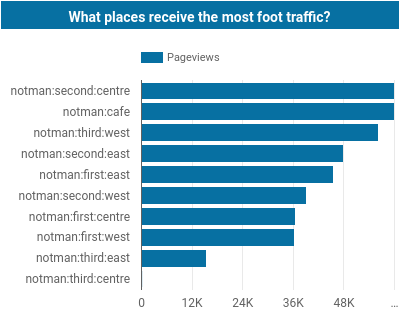 What places receive the most foot traffic?
Pageviews
notman:second:centre
notman:cafe
notman:third:west
notman:second:east
notman:first:east
notman:second:west
notman:first:centre
notman:first:west
notman:third:east
notman:third:centre
0 12K 24K 36K 48K ...